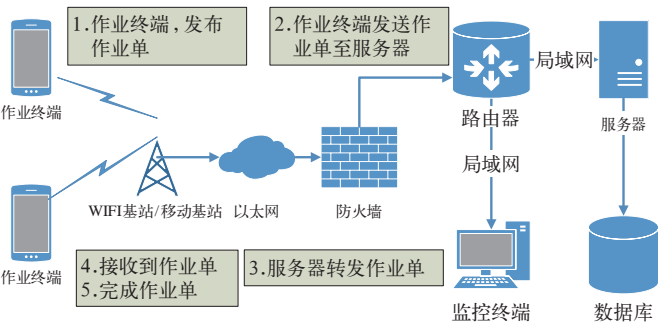 1.作业终端,发布
作业单
2.作业终端发送作
业单至服务器
局域网
作业终端
路由器
服务器
局域网
WIFI基站/移动基站
以太网
防火墙
作业终端
4.接收到作业单
5.完成作业单
3.服务器转发作业单
监控终端
数据库